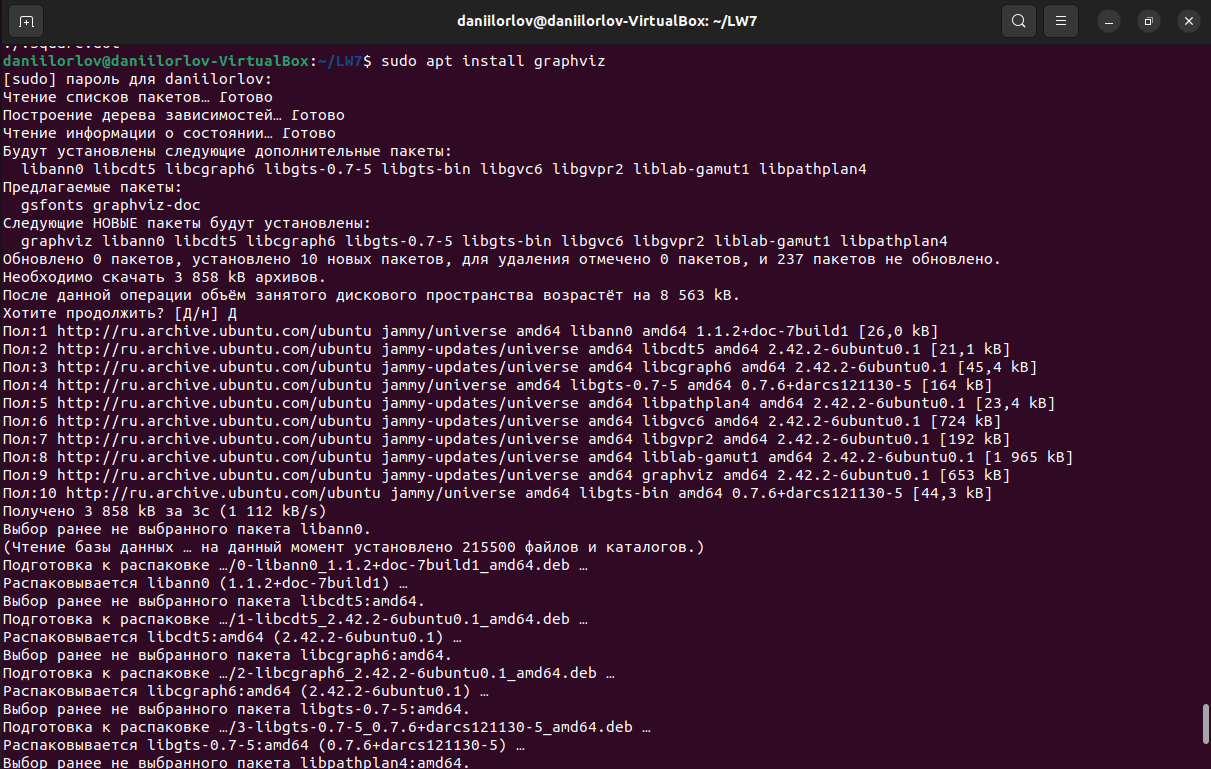 daniilorlov@daniilorlov-VirtualBox: ~/LW7
daniilorlov@daniilorlov-VirtualBox:~/LW7$ sudo apt install graphviz
[sudo] пароль для daniilorlov:
Чтение списков пакетов… Готово
Построение дерева зависимостей… Готово
Чтение информации о состоянии… Готово
Будут установлены следующие дополнительные пакеты:
libann0 libcdt5 libcgraph6 libgts-0.7-5 libgts-bin libgvc6 libgvpr2 liblab-gamut1 libpathplan4
Предлагаемые пакеты:
gsfonts graphviz-doc
Следующие НОВЫЕ пакеты будут установлены:
graphviz libann0 libcdt5 libcgraph6 libgts-0.7-5 libgts-bin libgvc6 libgvpr2 liblab-gamut1 libpathplan4
Обновлено 0 пакетов, установлено 10 новых пакетов, для удаления отмечено 0 пакетов, и 237 пакетов не обновлено.
Необходимо скачать 3 858 kB архивов.
После данной операции объём занятого дискового пространства возрастёт на 8 563 kB.
Хотите продолжить? [Д/н] Д
Пол:1 http://ru.archive.ubuntu.com/ubuntu jammy/universe amd64 libann0 amd64 1.1.2+doc-7build1 [26,0 kB]
Пол:2 http://ru.archive.ubuntu.com/ubuntu jammy-updates/universe amd64 libcdt5 amd64 2.42.2-6ubuntu0.1 [21,1 kB]
Пол:3 http://ru.archive.ubuntu.com/ubuntu jammy-updates/universe amd64 libcgraph6 amd64 2.42.2-6ubuntu0.1 [45,4 kB]
Пол:4 http://ru.archive.ubuntu.com/ubuntu jammy/universe amd64 libgts-0.7-5 amd64 0.7.6+darcs121130-5 [164 kB]
Пол:5 http://ru.archive.ubuntu.com/ubuntu jammy-updates/universe amd64 libpathplan4 amd64 2.42.2-6ubuntu0.1 [23,4 kB]
Пол:6 http://ru.archive.ubuntu.com/ubuntu jammy-updates/universe amd64 libgvc6 amd64 2.42.2-6ubuntu0.1 [724 kB]
Пол:7 http://ru.archive.ubuntu.com/ubuntu jammy-updates/universe amd64 libgvpr2 amd64 2.42.2-6ubuntu0.1 [192 kB]
Пол:8 http://ru.archive.ubuntu.com/ubuntu jammy-updates/universe amd64 liblab-gamut1 amd64 2.42.2-6ubuntu0.1 [1 965 kB]
Пол:9 http://ru.archive.ubuntu.com/ubuntu jammy-updates/universe amd64 graphviz amd64 2.42.2-6ubuntu0.1 [653 kB]
Пол:10 http://ru.archive.ubuntu.com/ubuntu jammy/universe amd64 libgts-bin amd64 0.7.6+darcs121130-5 [44,3 kB]
Получено 3 858 kB за 3с (1 112 kB/s)
Выбор ранее не выбранного пакета libann0.
(Чтение базы данных … на данный момент установлено 215500 файлов и каталогов.)
Подготовка к распаковке …/0-libann0_1.1.2+doc-7build1_amd64.deb …
Распаковывается libann0 (1.1.2+doc-7build1) …
Выбор ранее не выбранного пакета libcdt5:amd64.
Подготовка к распаковке …/1-libcdt5_2.42.2-6ubuntu0.1_amd64.deb …
Распаковывается libcdt5:amd64 (2.42.2-6ubuntu0.1) …
Выбор ранее не выбранного пакета libcgraph6:amd64.
Подготовка к распаковке …/2-libcgraph6_2.42.2-6ubuntu0.1_amd64.deb …
Распаковывается libcgraph6:amd64 (2.42.2-6ubuntu0.1) …
Выбор ранее не выбранного пакета libgts-0.7-5:amd64.
Подготовка к распаковке …/3-libgts-0.7-5_0.7.6+darcs121130-5_amd64.deb …
Распаковывается libgts-0.7-5:amd64 (0.7.6+darcs121130-5) …
Выбор ранее не выбранного пакета libpathplan4:amd64.